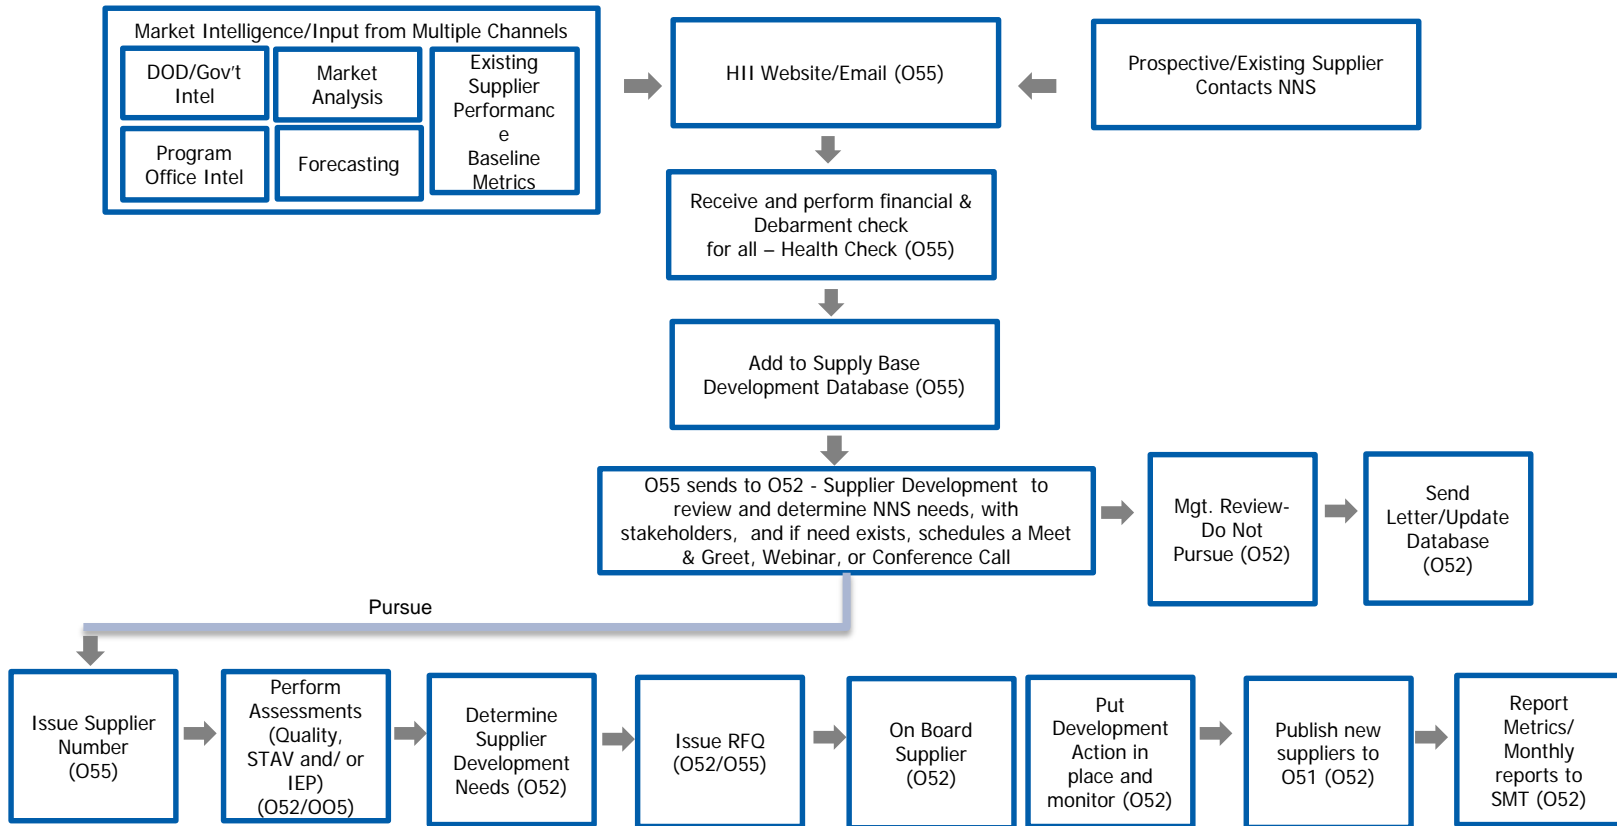 Market Intelligence/Input from Multiple Channels
DOD/Gov't
Intel
Market
Analysis
Existing
Supplier
Performanc
e
Baseline
Metrics
Program
Office Intel
Forecasting
HII Website/Email (O55)
Prospective/Existing Supplier
Contacts NNS
Receive and perform financial &
Debarment check
for all – Health Check (O55)
Add to Supply Base
Development Database (O55)
O55 sends to O52 - Supplier Development to
review and determine NNS needs, with
stakeholders, and if need exists, schedules a Meet
& Greet, Webinar, or Conference Call
Mgt. Review-
Do Not
Pursue (O52)
Send
Letter/Update
Database
(O52)
Pursue
Issue Supplier
Number
(O55)
Perform
Assessments
(Quality,
STAV and/ or
IEP)
(O52/OO5)
Determine
Supplier
Development
Needs (O52)
Issue RFQ
(O52/O55)
On Board
Supplier
(O52)
Put
Development
Action in
place and
monitor (O52)
Publish new
suppliers to
O51 (O52)
Report
Metrics/
Monthly
reports to
SMT (O52)